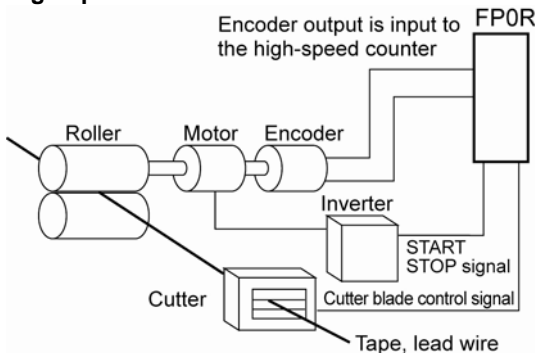 Encoder output is input to
the high-speed counter
FP0R
Roller
Motor
Encoder
Inverter
START
STOP signal
Cutter
Cutter blade control signal
Tape, lead wire